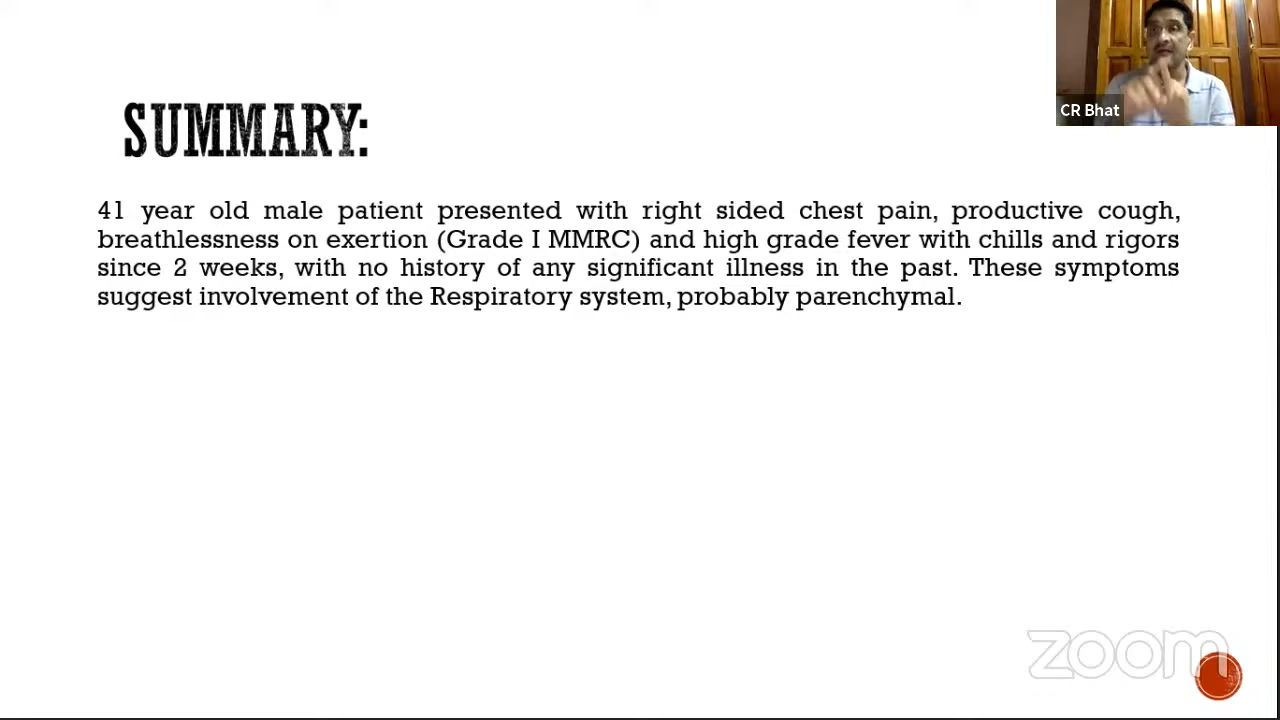 SUMMARY:
CR Bhat
41 year old male patient presented with right sided chest pain, productive cough,
breathlessness on exertion (Grade I MMRC) and high grade fever with chills and rigors
since 2 weeks, with no history of any significant illness in the past. These symptoms
suggest involvement of the Respiratory system, probably parenchymal.
zoom